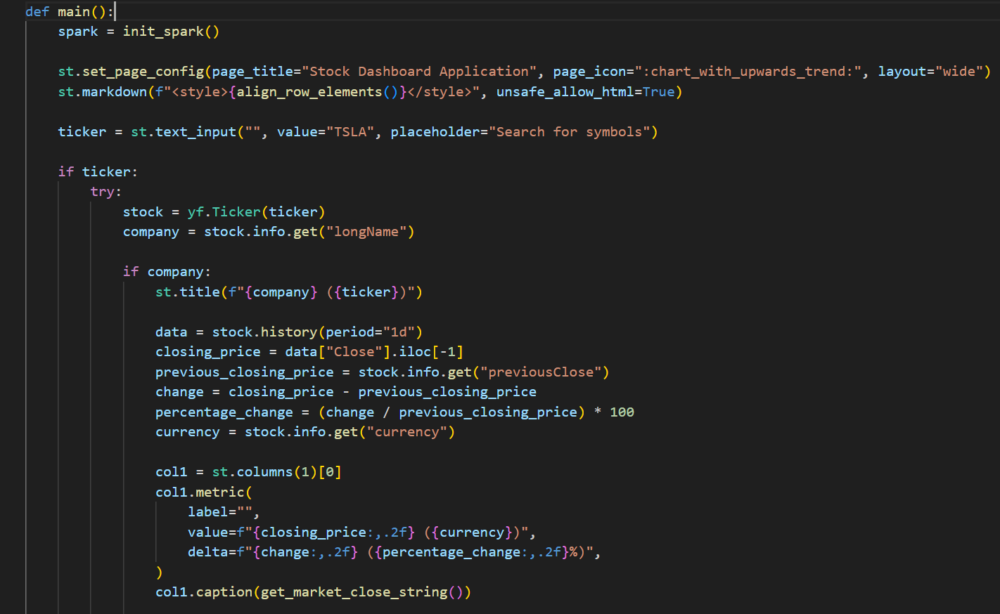 def main():
    spark = init_spark()

    st.set_page_config(page_title="Stock Dashboard Application", page_icon=":chart_with_upwards_trend:", layout="wide")
    st.markdown(f"<style>{align_row_elements()}</style>", unsafe_allow_html=True)

    ticker = st.text_input("", value="TSLA", placeholder="Search for symbols")

    if ticker:
        try:
            stock = yf.Ticker(ticker)
            company = stock.info.get("longName")

            if company:
                st.title(f"{company} ({ticker})")

                data = stock.history(period="1d")
                closing_price = data["Close"].iloc[-1]
                previous_closing_price = stock.info.get("previousClose")
                change = closing_price - previous_closing_price
                percentage_change = (change / previous_closing_price) * 100
                currency = stock.info.get("currency")

                col1 = st.columns(1)[0]
                col1.metric(
                    label="",
                    value=f"{closing_price:,.2f} ({currency})",
                    delta=f"{change:,.2f} ({percentage_change:,.2f}%)",
                )
                col1.caption(get_market_close_string())